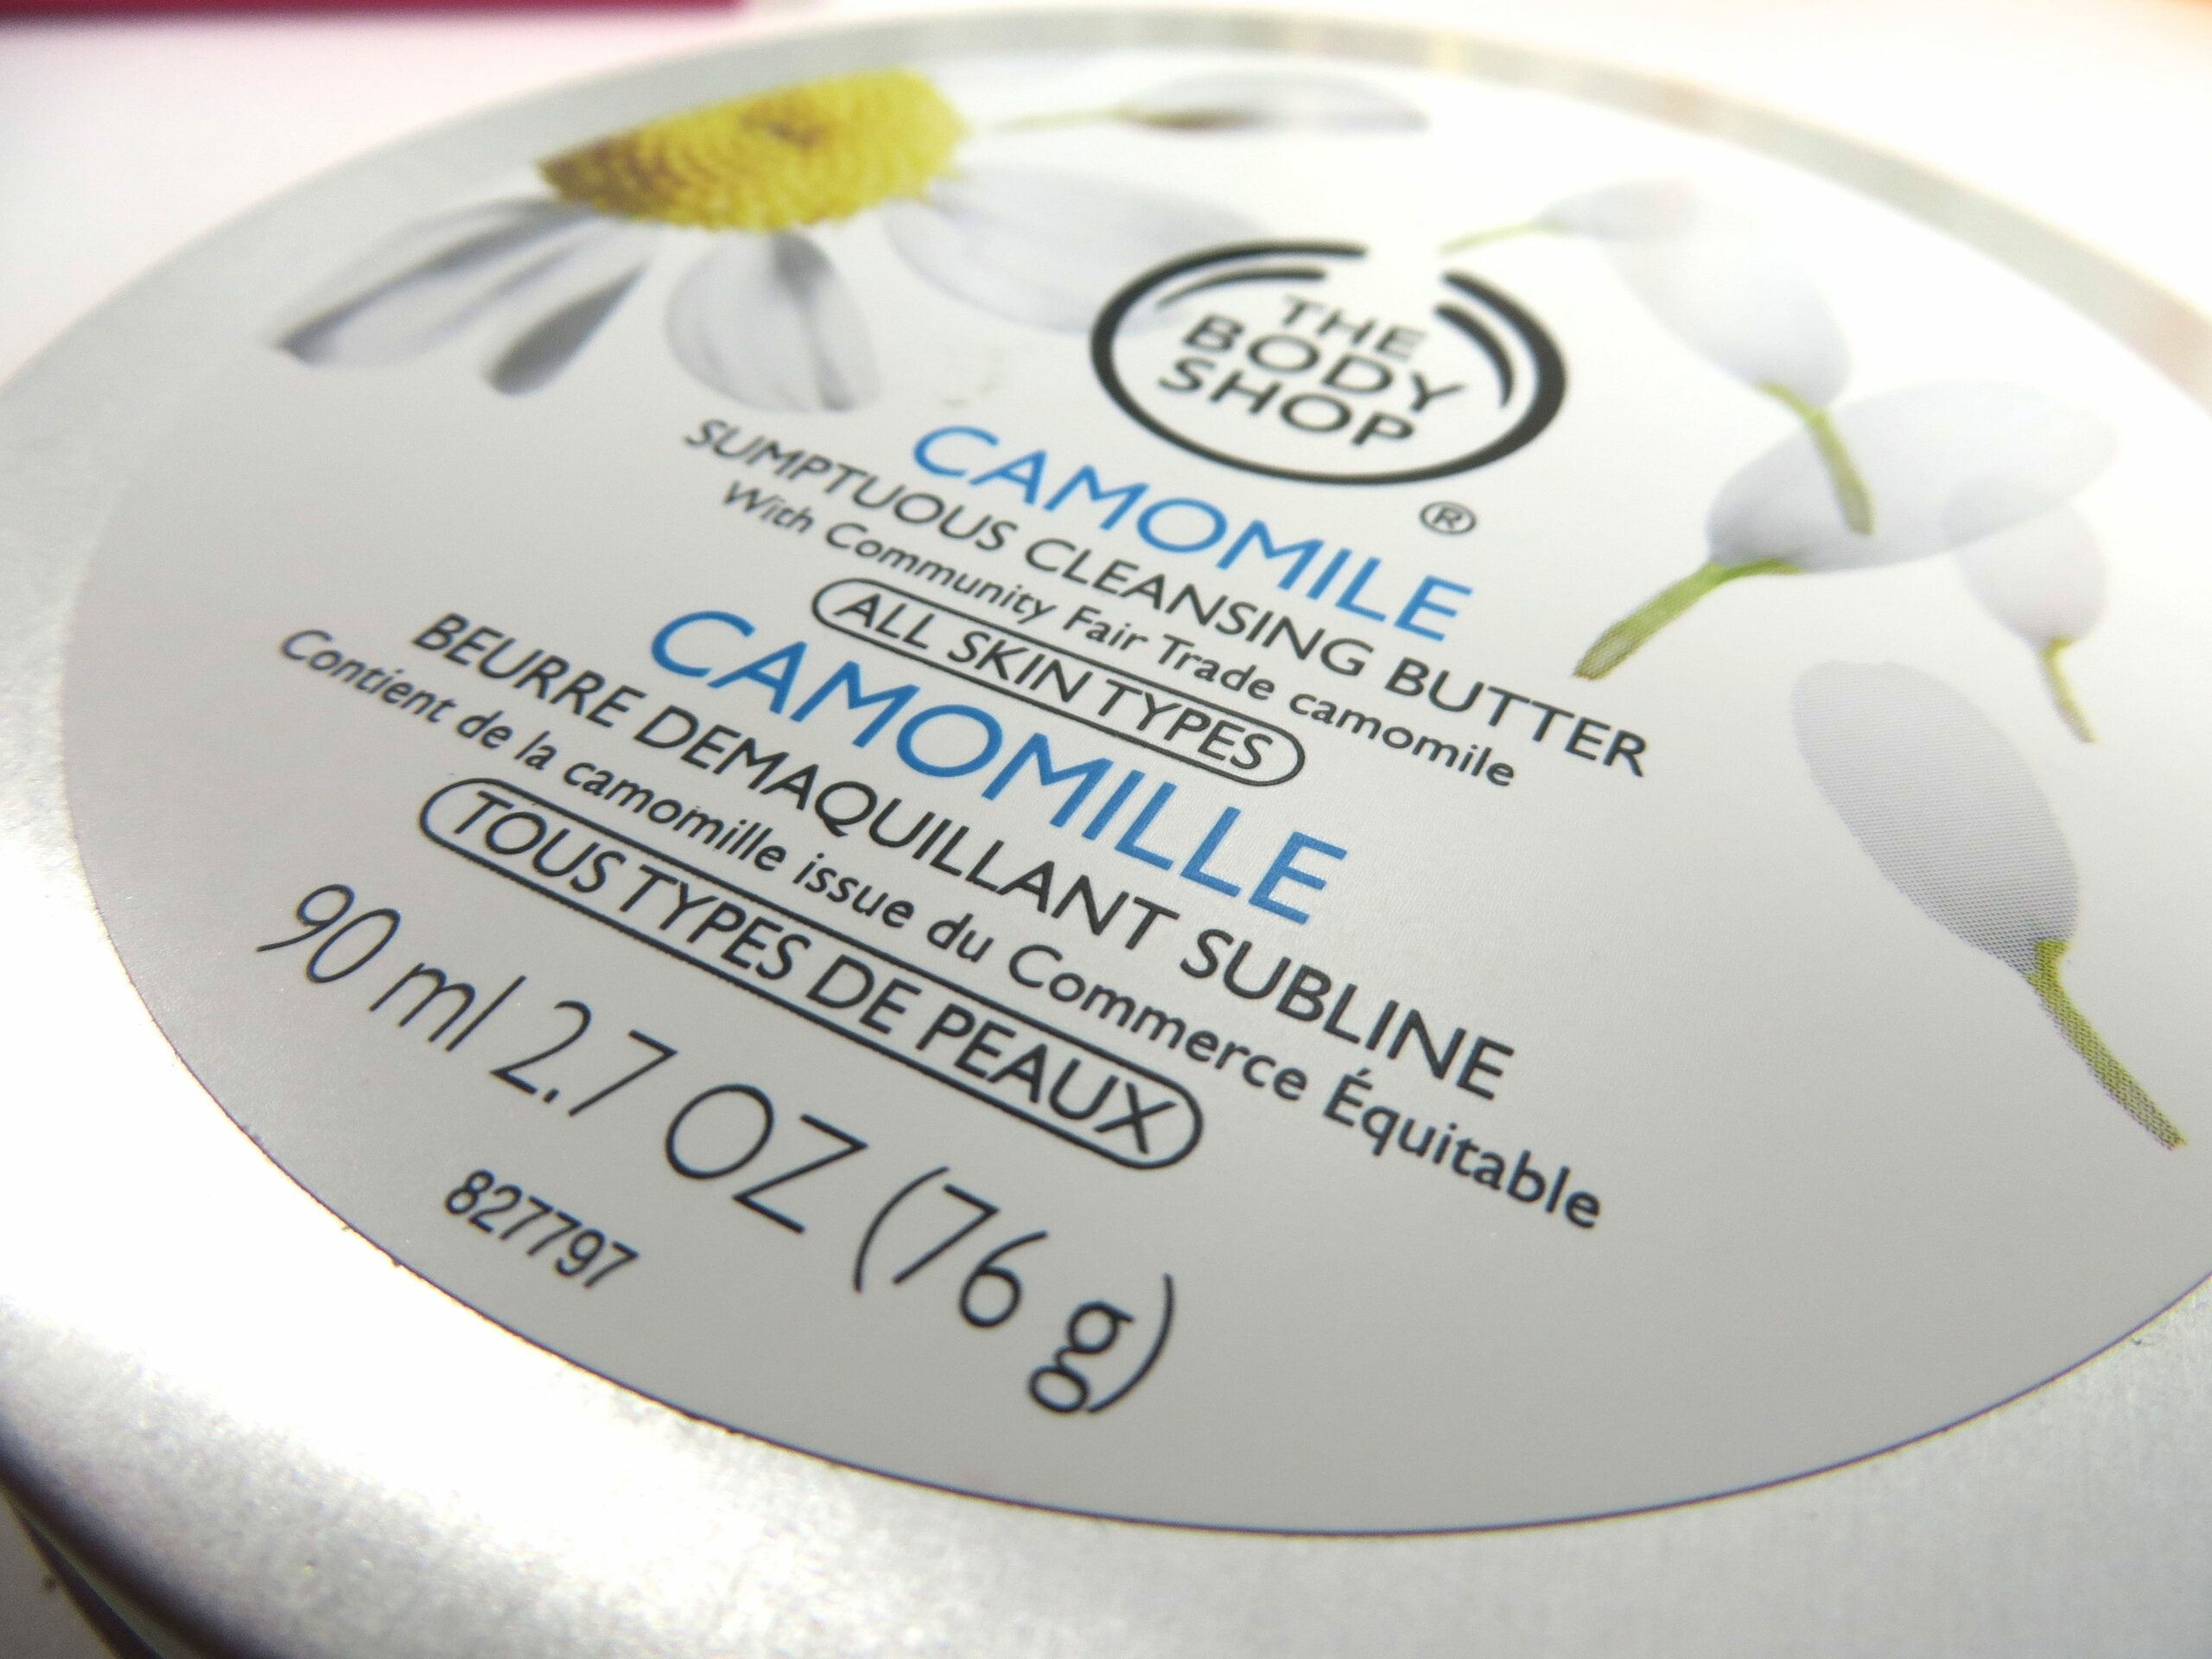 THE
BODY
SHOP
®
CAMOMILE
SUMPTUOUS CLEANSING BUTTER
With Community Fair Trade camomile
ALL SKIN TYPES
CAMOMILLE
BEURRE DEMAQUILLANT SUBLINE
Contient de la camomille issue du Commerce Équitable
TOUS TYPES DE PEAUX
90 ml 2.7 OZ (76 g)
827797